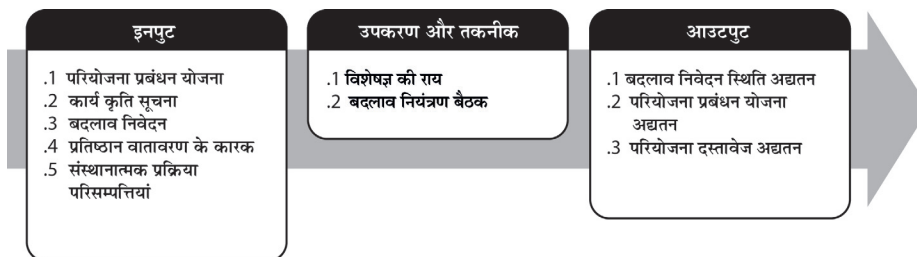 इनपुट
.1 परियोजना प्रबंधन योजना
.2 कार्य कृति सूचना
.3 बदलाव निवेदन
.4 प्रतिष्ठान वातावरण के कारक
.5 संस्थानात्मक प्रक्रिया
परिसम्पत्तियां
उपकरण और तकनीक
.1 विशेषज्ञ की राय
.2 बदलाव नियंत्रण बैठक
आउटपुट
.1 बदलाव निवेदन स्थिति अद्यतन
.2 परियोजना प्रबंधन योजना
अद्यतन
.3 परियोजना दस्तावेज अद्यतन